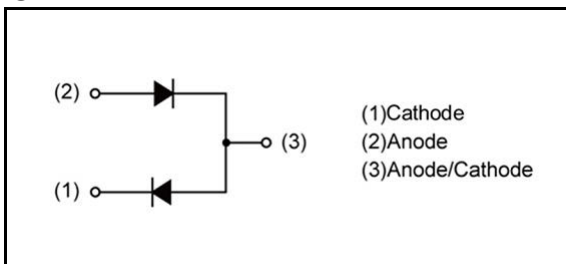 (2)
(3)
(1)
(1)Cathode
(2)Anode
(3)Anode/Cathode